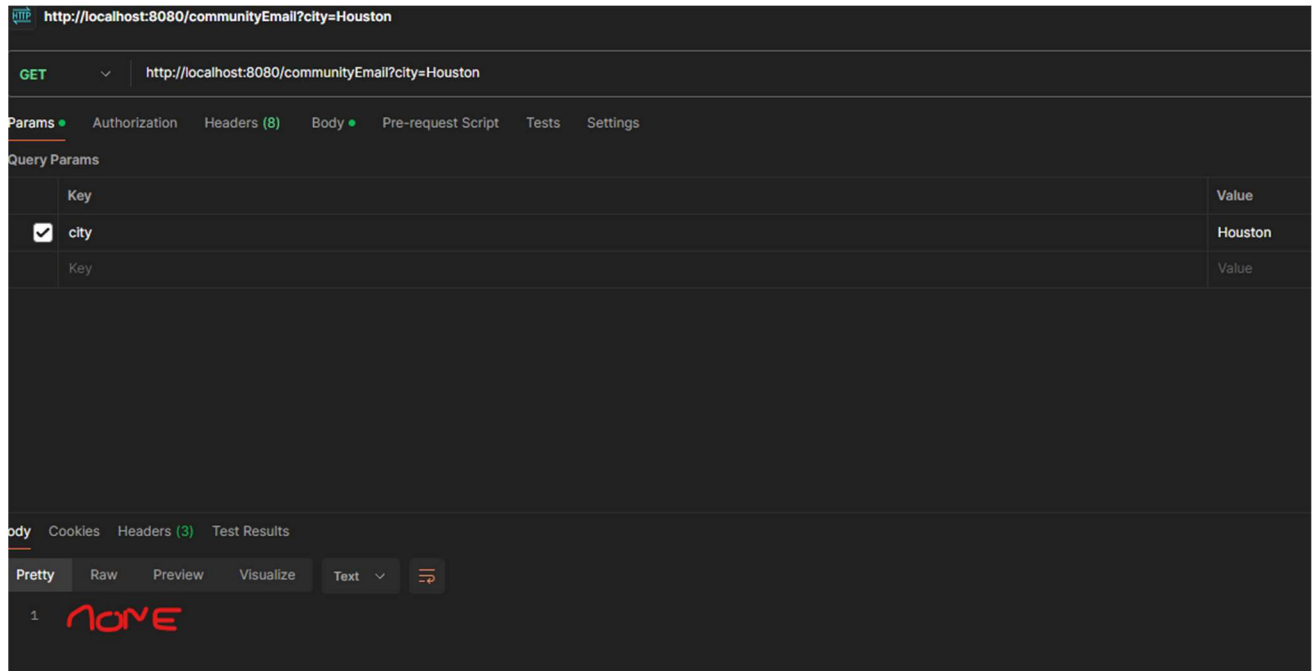 HTTP http://localhost:8080/communityEmail?city=Houston
GET http://localhost:8080/communityEmail?city=Houston
Params Authorization Headers (8) Body Pre-request Script Tests Settings
Query Params
Key Value
city Houston
Key Value
ody Cookies Headers (3) Test Results
Pretty Raw Preview Visualize Text
1 NONE